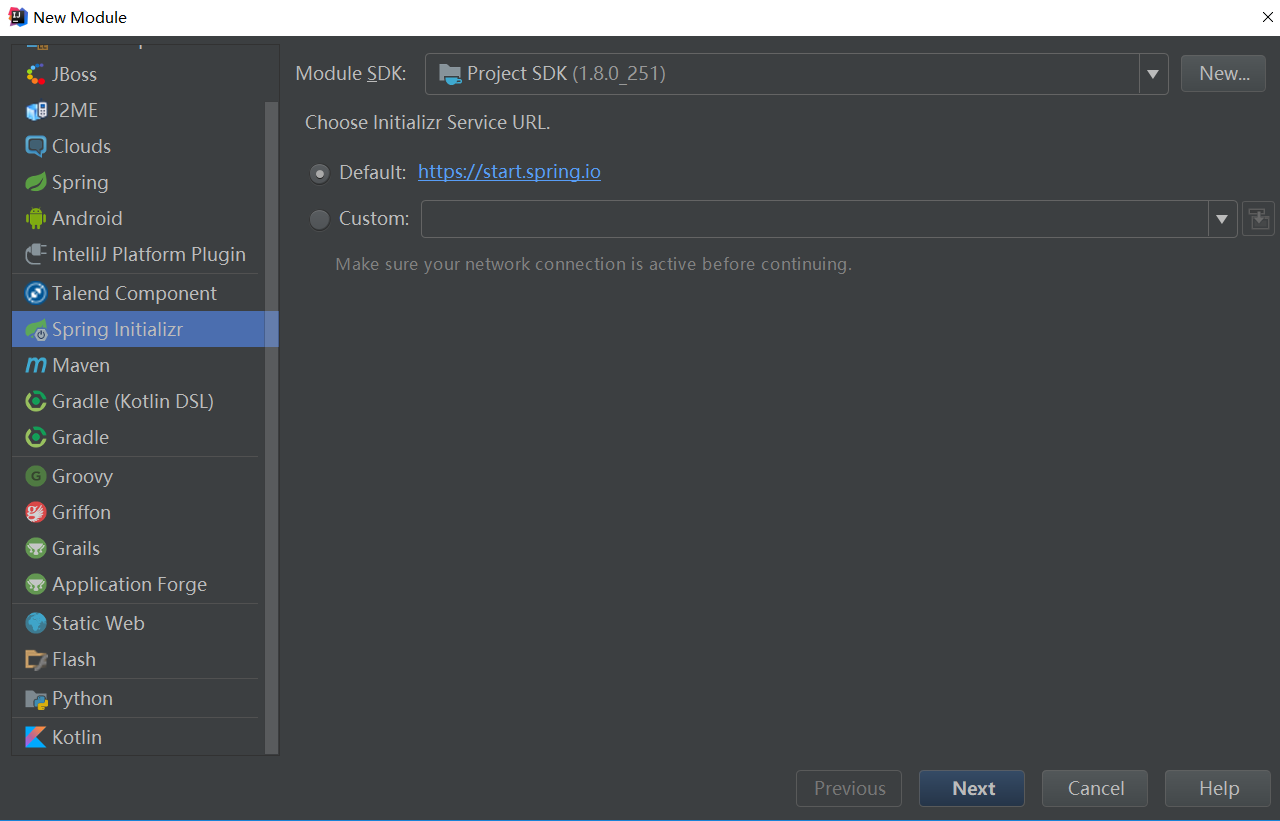 New Module
JBoss
J2ME
Clouds
Spring
Android
IntelliJ Platform Plugin
Talend Component
Spring Initializr
Maven
Gradle (Kotlin DSL)
Gradle
Groovy
Griffon
Grails
Application Forge
Static Web
Flash
Python
Kotlin
Module SDK: Project SDK (1.8.0_251) New...
Choose Initializr Service URL.
Default: https://start.spring.io
Custom:
Make sure your network connection is active before continuing.
Previous Next Cancel Help